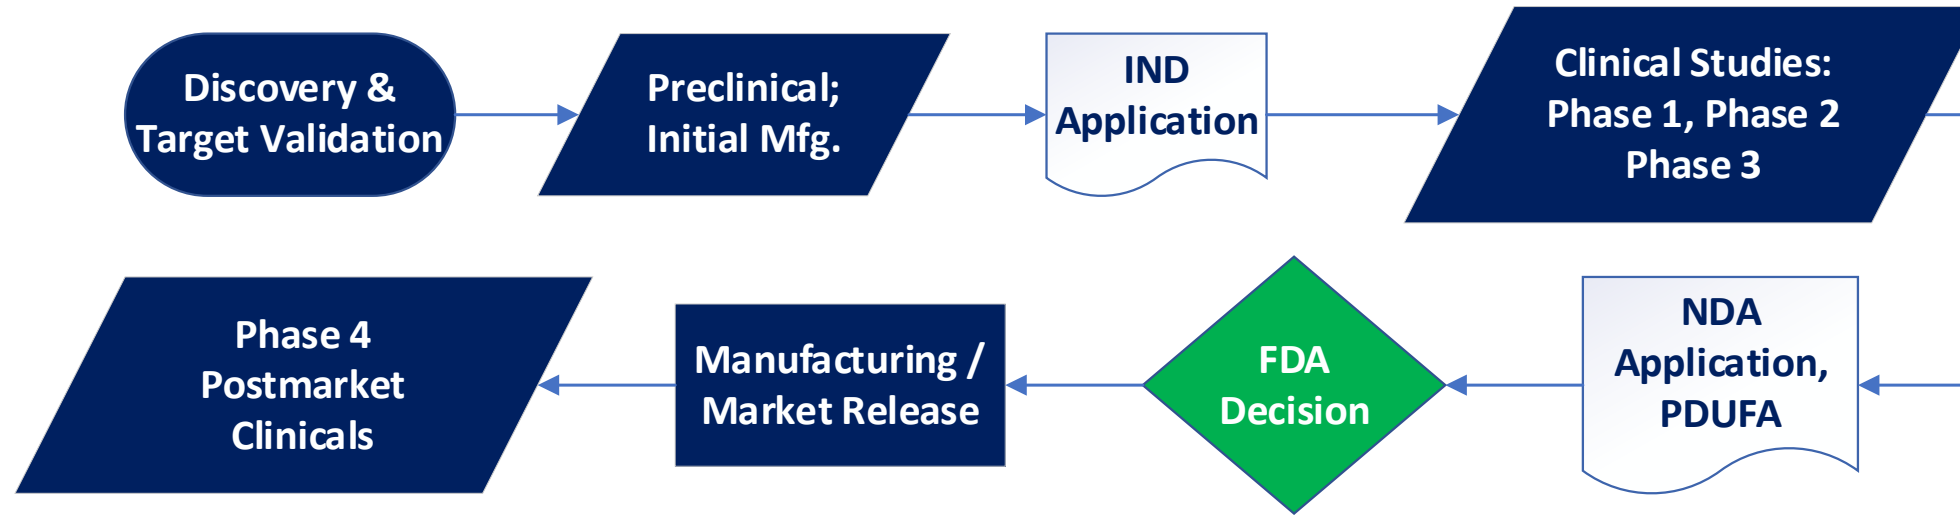 Discovery &
Target Validation
Preclinical;
Initial Mfg.
IND
Application
Clinical Studies:
Phase 1, Phase 2
Phase 3
NDA
Application,
PDUFA
FDA
Decision
Manufacturing /
Market Release
Phase 4
Postmarket
Clinicals